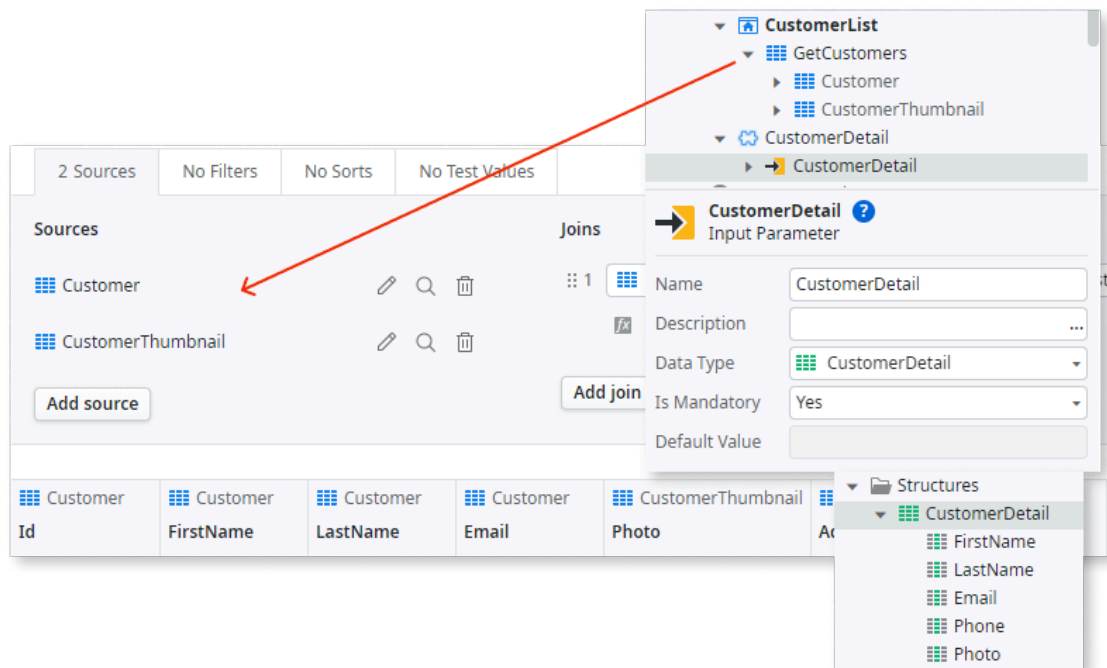 CustomerList
GetCustomers
Customer
CustomerThumbnail
CustomerDetail
CustomerDetail
2 Sources No Filters No Sorts No Test Values
Sources Joins
Customer 1
CustomerThumbnail fx
Add source Add join
CustomerDetail ?
Input Parameter
Name CustomerDetail
Description ...
Data Type CustomerDetail
Is Mandatory Yes
Default Value
Customer Customer Customer Customer CustomerThumbnail
Id FirstName LastName Email Photo
Structures
CustomerDetail
FirstName
LastName
Email
Phone
Photo